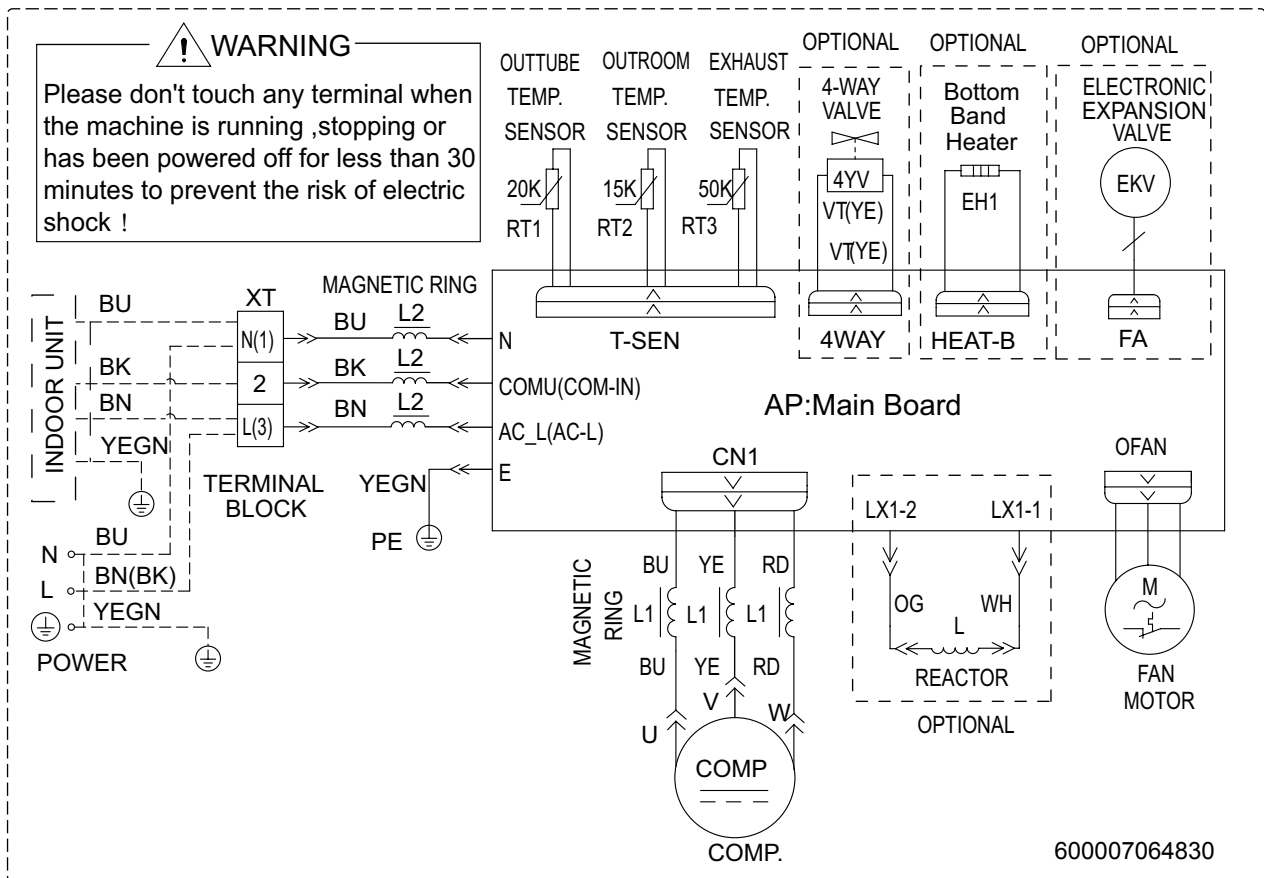 WARNING
Please don't touch any terminal when
the machine is running ,stopping or
has been powered off for less than 30
minutes to prevent the risk of electric
shock !
OUTTUBE
TEMP.
SENSOR
20K
RT1
OUTROOM
TEMP.
SENSOR
15K
RT2
EXHAUST
TEMP.
SENSOR
50K
RT3
T-SEN
OPTIONAL
4-WAY
VALVE
4YV
VT(YE)
VT(YE)
4WAY
OPTIONAL
Bottom
Band
Heater
EH1
HEAT-B
OPTIONAL
ELECTRONIC
EXPANSION
VALVE
EKV
FA
INDOOR UNIT
BU
BK
BN
YEGN
XT
N(1)
2
L(3)
TERMINAL
BLOCK
MAGNETIC RING
BU
L2
BK
L2
BN
L2
N
COMU(COM-IN)
AC_L(AC-L)
E
YEGN
PE
AP:Main Board
N
BU
L
BN(BK)
YEGN
POWER
CN1
MAGNETIC
RING
BU
YE
RD
L1
L1
L1
BU
YE
RD
U
V
W
COMP
COMP.
LX1-2
LX1-1
OG
WH
L
REACTOR
OPTIONAL
OFAN
M
FAN
MOTOR
600007064830